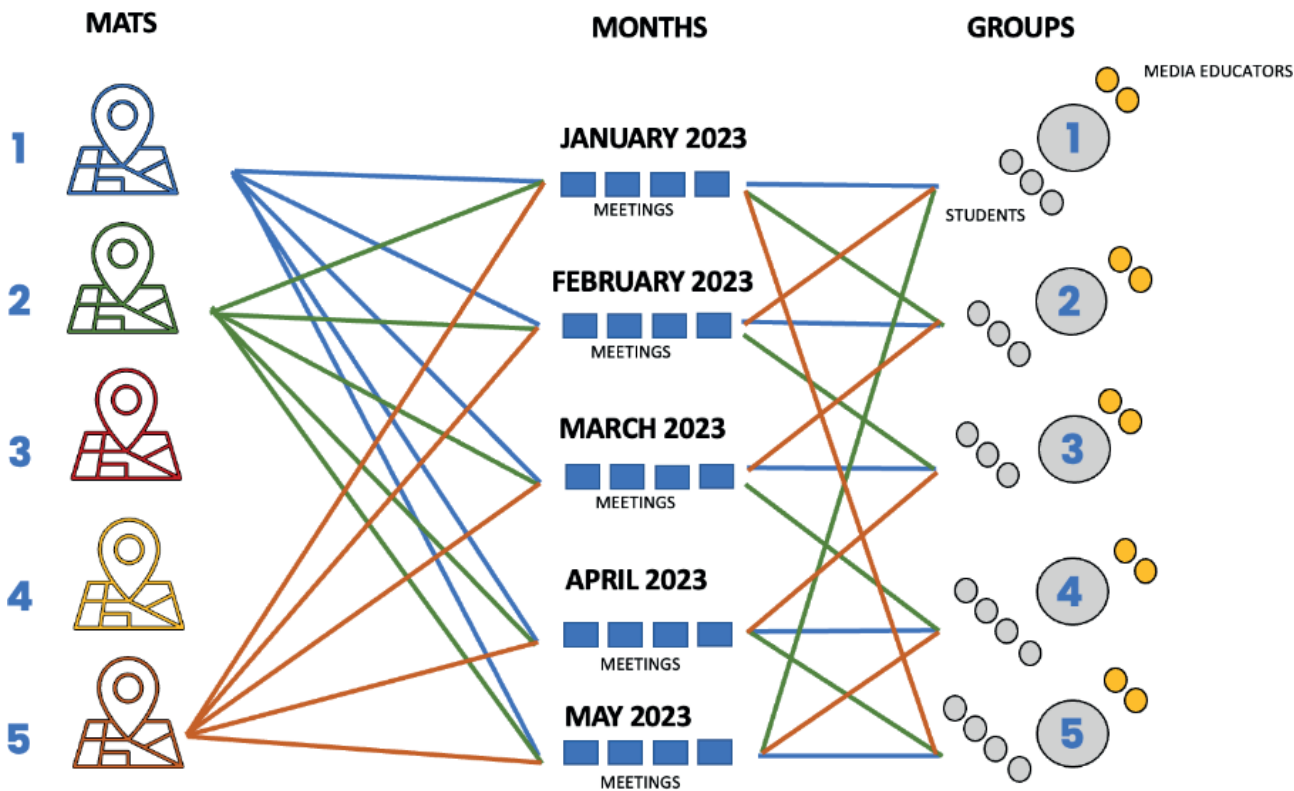 MATS
MONTHS
GROUPS
MEDIA EDUCATORS
1
JANUARY 2023
MEETINGS
1
STUDENTS
2
FEBRUARY 2023
MEETINGS
2
3
MARCH 2023
MEETINGS
3
4
APRIL 2023
MEETINGS
4
5
MAY 2023
MEETINGS
5